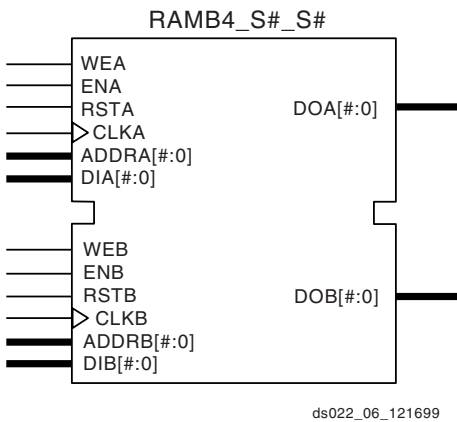 RAMB4_S#_S#
WEA
ENA
RSTA
CLKA
ADDRA[#:0]
DIA[#:0]
DOA[#:0]
WEB
ENB
RSTB
CLKB
ADDRB[#:0]
DIB[#:0]
DOB[#:0]
ds022_06_121699